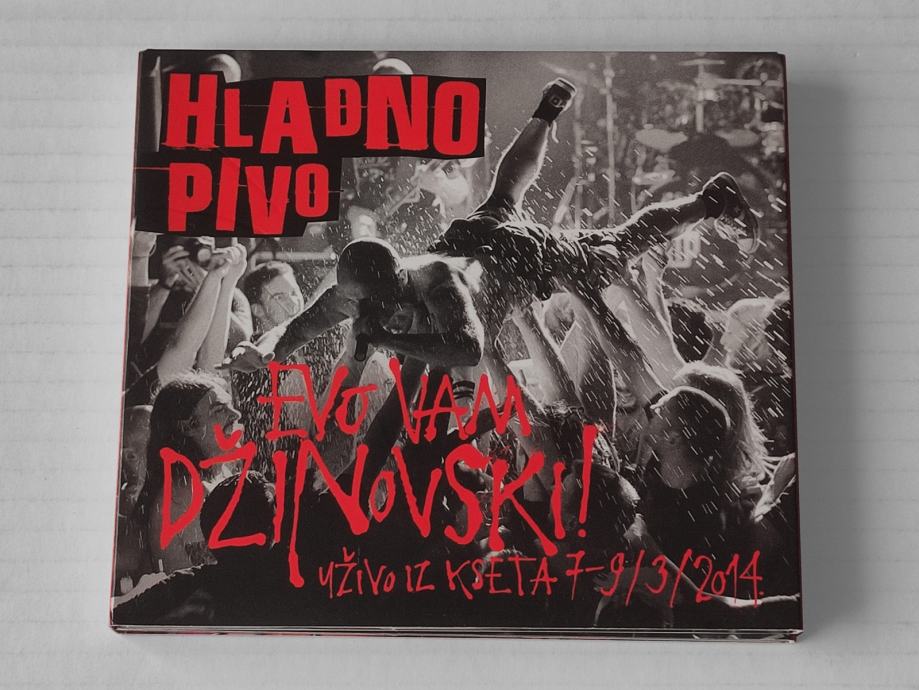 HLADNO
PIVO
EVO VAM
DŽINOVSKI!
UŽIVO IZ KSETA 7-9/3/2014.